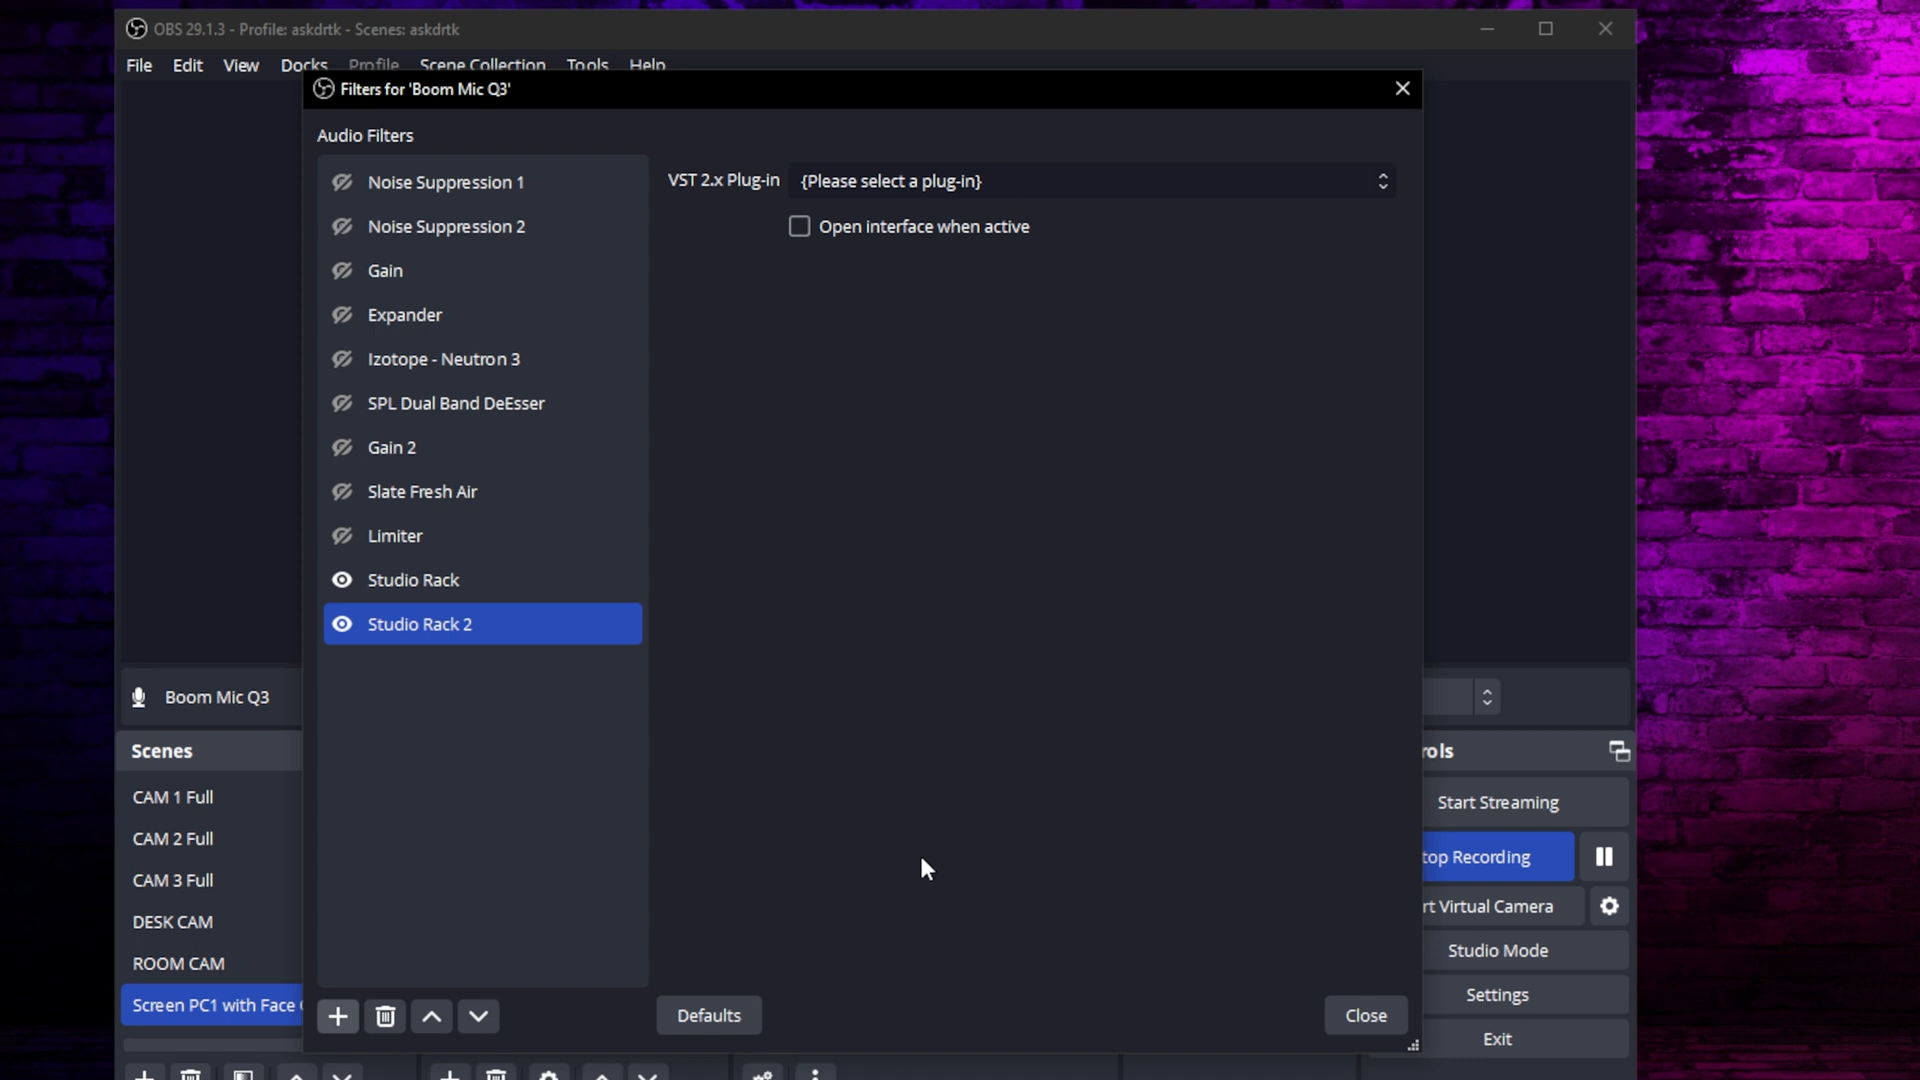 OBS 29.1.3 - Profile: askdrtk - Scenes: askdrtk
File Edit View Docks Profile Scene Collection Tools Help
Filters for 'Boom Mic Q3'
Audio Filters
Noise Suppression 1
Noise Suppression 2
Gain
Expander
Izotope - Neutron 3
SPL Dual Band DeEsser
Gain 2
Slate Fresh Air
Limiter
Studio Rack
Studio Rack 2
VST 2.x Plug-in {Please select a plug-in}
Open interface when active
Defaults
Close
Boom Mic Q3
Scenes
CAM 1 Full
CAM 2 Full
CAM 3 Full
DESK CAM
ROOM CAM
Screen PC1 with Face
rols
Start Streaming
top Recording
rt Virtual Camera
Studio Mode
Settings
Exit